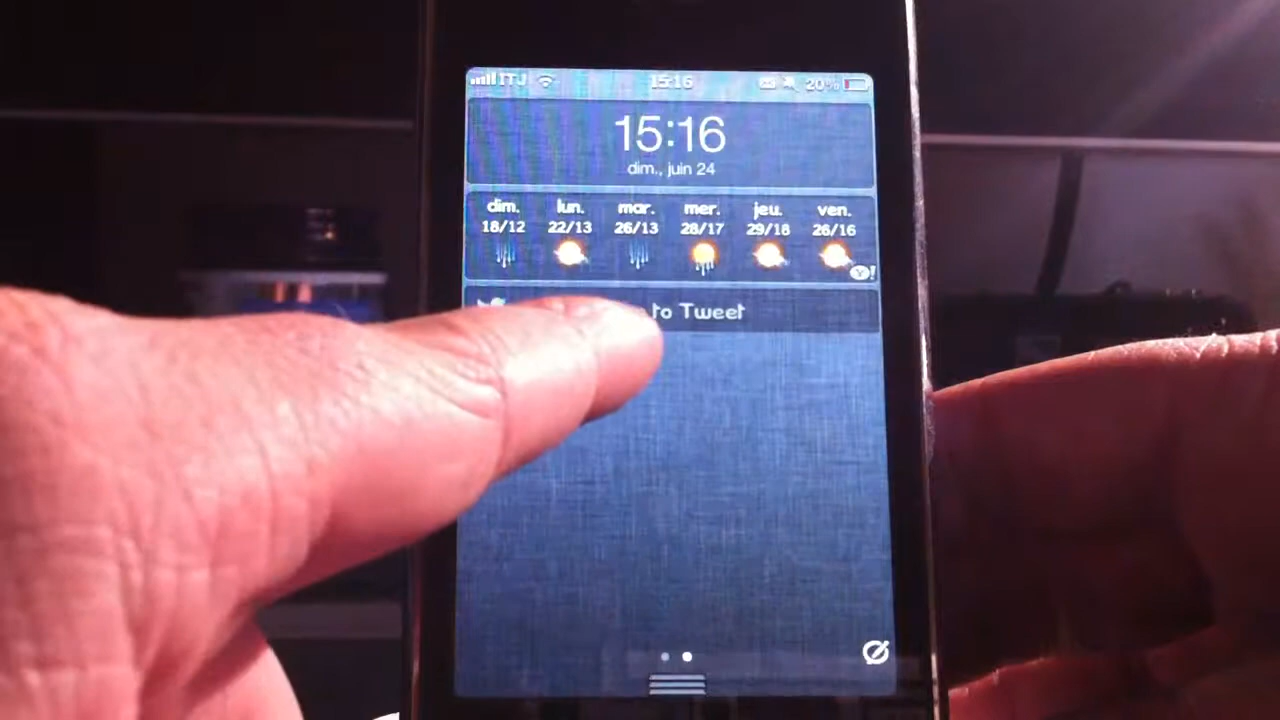 ITJ 15:16 20%
15:16
dim., juin 24
dim. lun. mar. mer. jeu. ven.
18/12 22/13 26/13 28/17 29/18 26/16
Y!
to Tweet